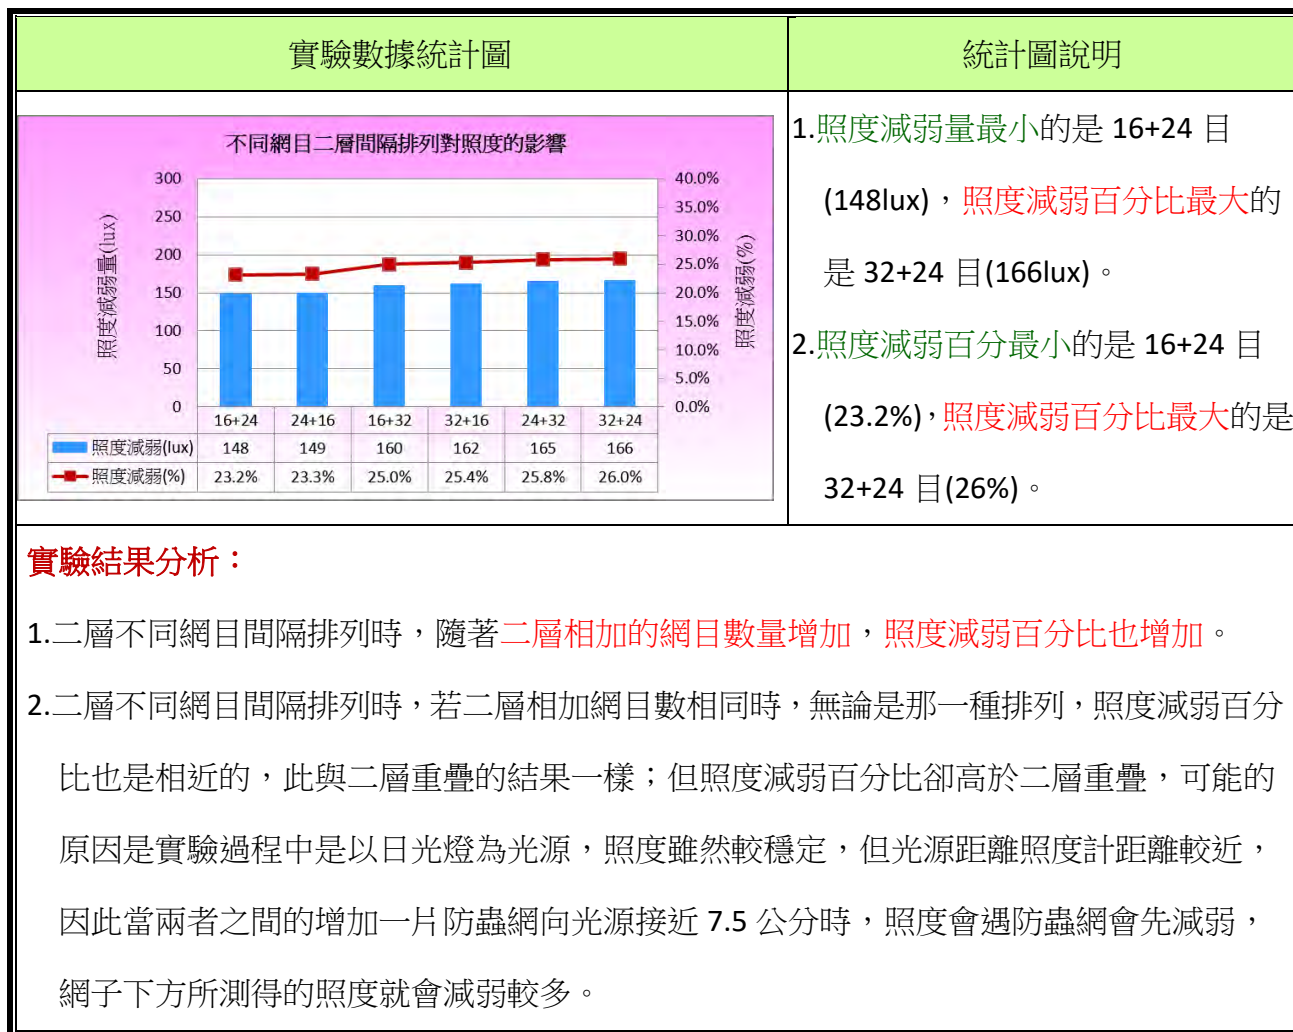 實驗數據統計圖
統計圖說明
不同網目二層間隔排列對照度的影響
照度減弱量(lux)
300
250
200
150
100
50
0
40.0%
35.0%
30.0%
25.0%
20.0%
15.0%
10.0%
5.0%
0.0%
照度減弱(%)
16+24 24+16 16+32 32+16 24+32 32+24
照度減弱(lux) 148 149 160 162 165 166
照度減弱(%) 23.2% 23.3% 25.0% 25.4% 25.8% 26.0%
1.照度減弱量最小的是 16+24 目
(148lux)，照度減弱百分比最大的
是 32+24 目(166lux)。
2.照度減弱百分最小的是 16+24 目
(23.2%)，照度減弱百分比最大的是
32+24 目(26%)。
實驗結果分析：
1.二層不同網目間隔排列時，隨著二層相加的網目數量增加，照度減弱百分比也增加。
2.二層不同網目間隔排列時，若二層相加網目數相同時，無論是那一種排列，照度減弱百分
比也是相近的，此與二層重疊的結果一樣；但照度減弱百分比卻高於二層重疊，可能的
原因是實驗過程中是以日光燈為光源，照度雖然較穩定，但光源距離照度計距離較近，
因此當兩者之間的增加一片防蟲網向光源接近 7.5 公分時，照度會遇防蟲網會先減弱，
網子下方所測得的照度就會減弱較多。